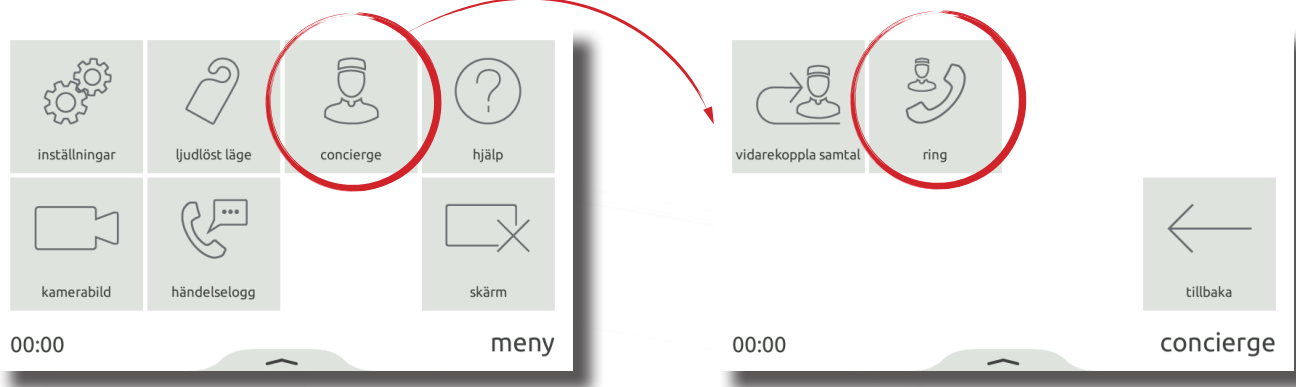 inställningar
ljudlöst läge
concierge
hjälp
kamerabild
händelselogg
skärm
00:00
meny
vidarekoppla samtal
ring
tillbaka
00:00
concierge